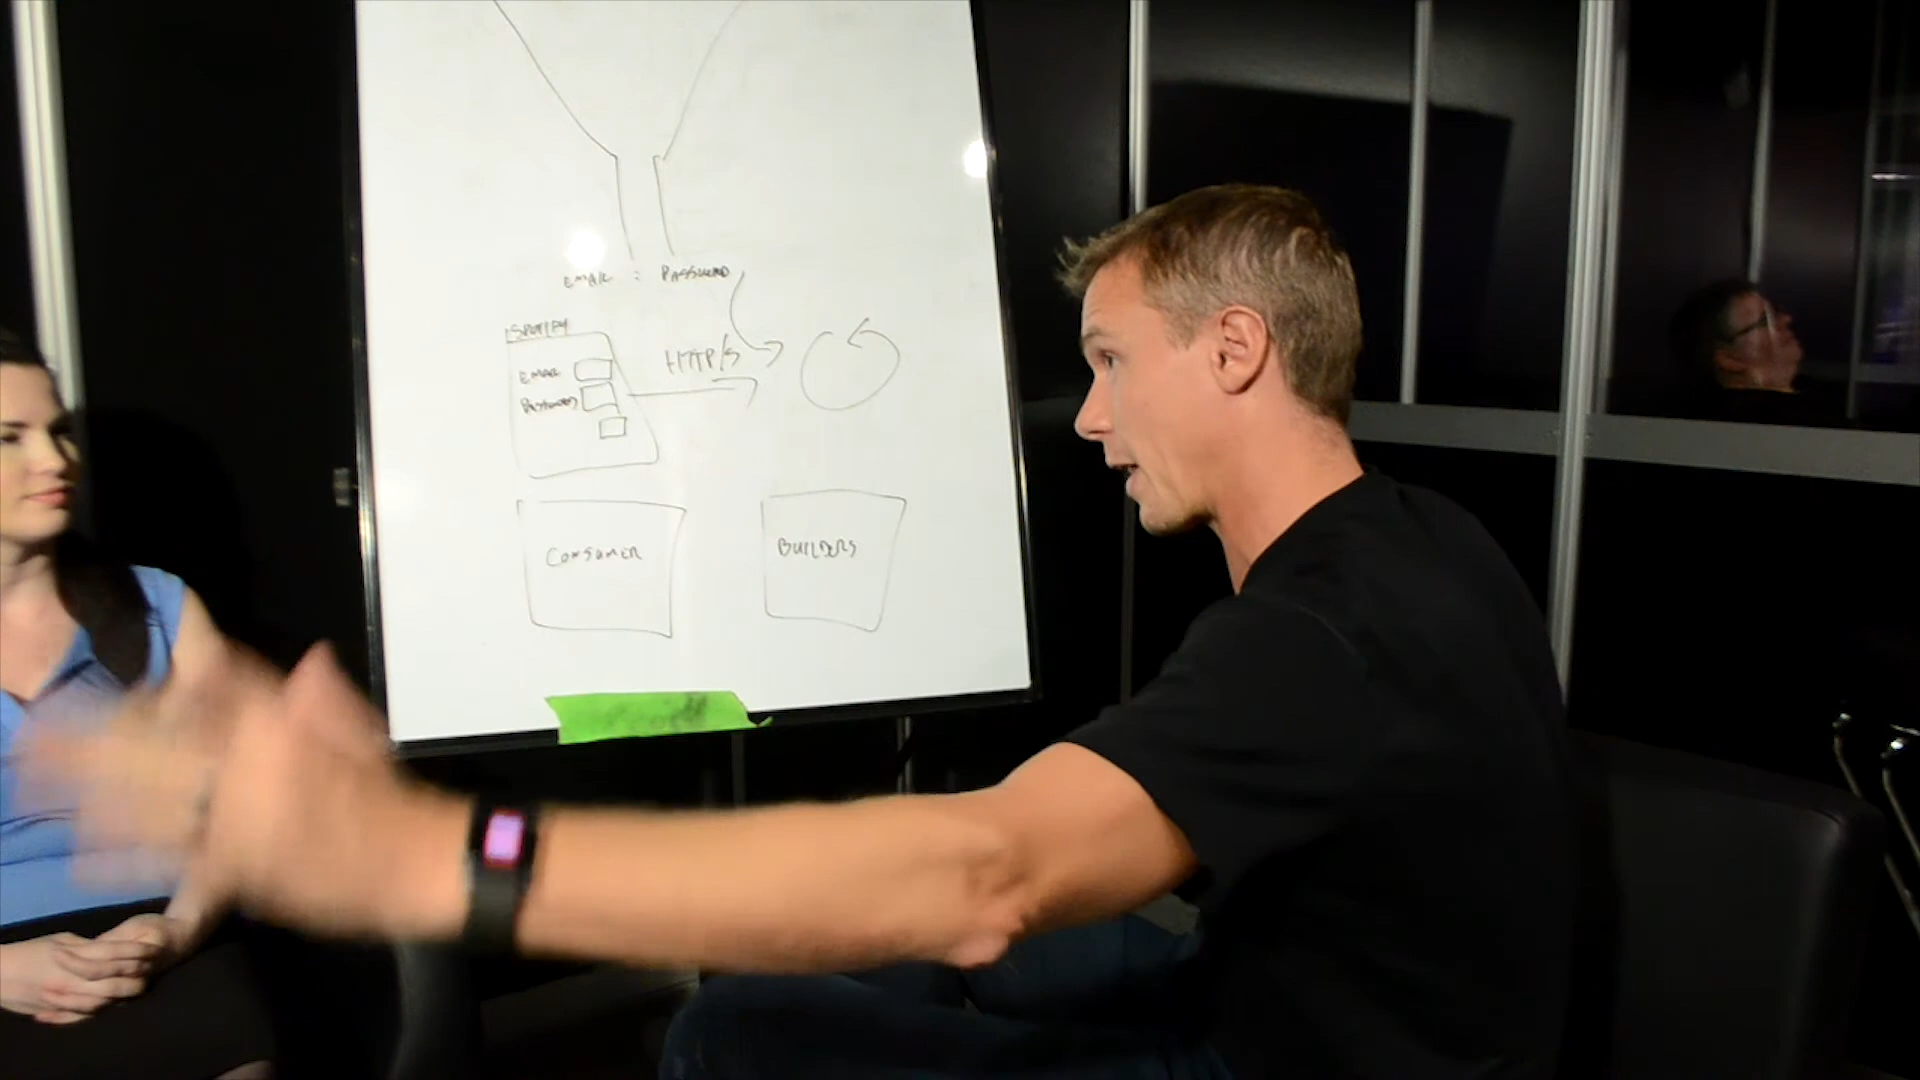 EMAIL : PASSWORD
SPOTIFY
HTTP/S
EMAIL
PASSWORD
CONSUMER
BUILDERS